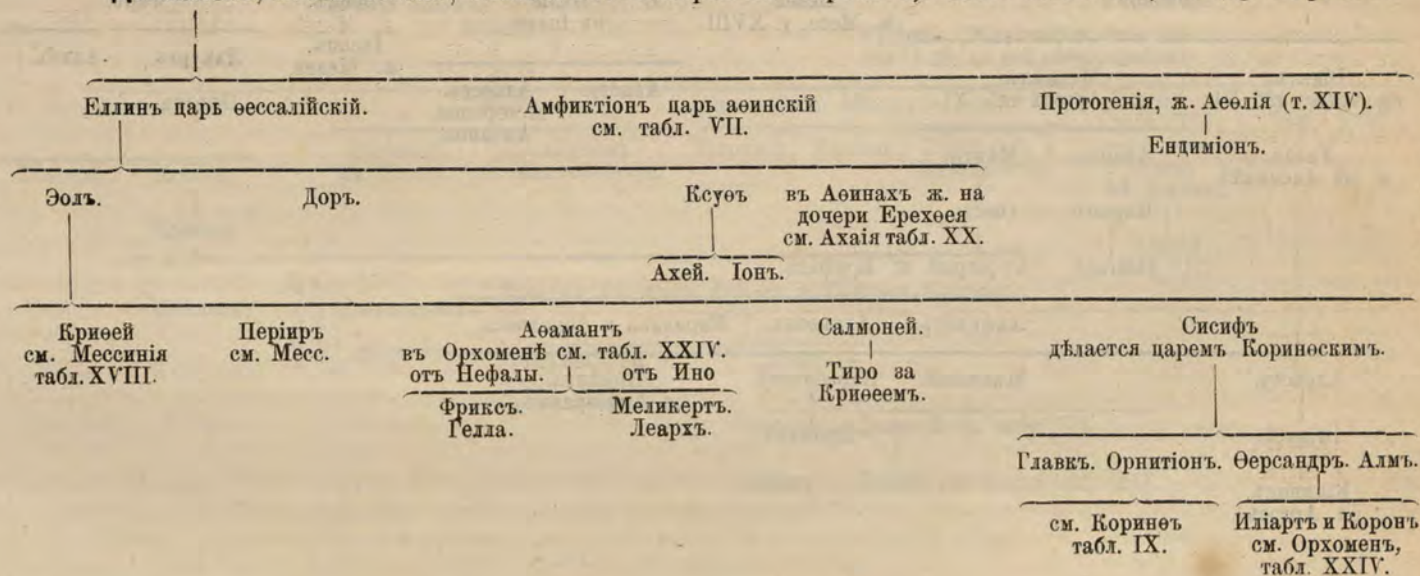 Еллинъ царь ѳессалійскій.
Амфиктіонъ царь аѳинскій
см. табл. VII.
Протогенія, ж. Аеѳлія (т. XIV).
Ендиміонъ.
Эолъ.
Доръ.
Ксуѳъ
въ Аѳинахъ ж. на
дочери Ерехѳея
см. Ахаія табл. XX.
Ахей. Іонъ.
Криѳей
см. Мессинія
табл. XVIII.
Періиръ
см. Месс.
Аѳамантъ
въ Орхоменѣ см. табл. XXIV.
отъ Нефалы. отъ Ино
Фриксъ. Меликертъ.
Гелла. Леархъ.
Салмоней.
Тиро за
Криѳеемъ.
Сисифъ
дѣлается царемъ Коринѳскимъ.
Главкъ. Орнитіонъ. Ѳерсандръ. Алмъ.
см. Коринѳъ
табл. IX.
Иліартъ и Коронъ
см. Орхоменъ,
табл. XXIV.